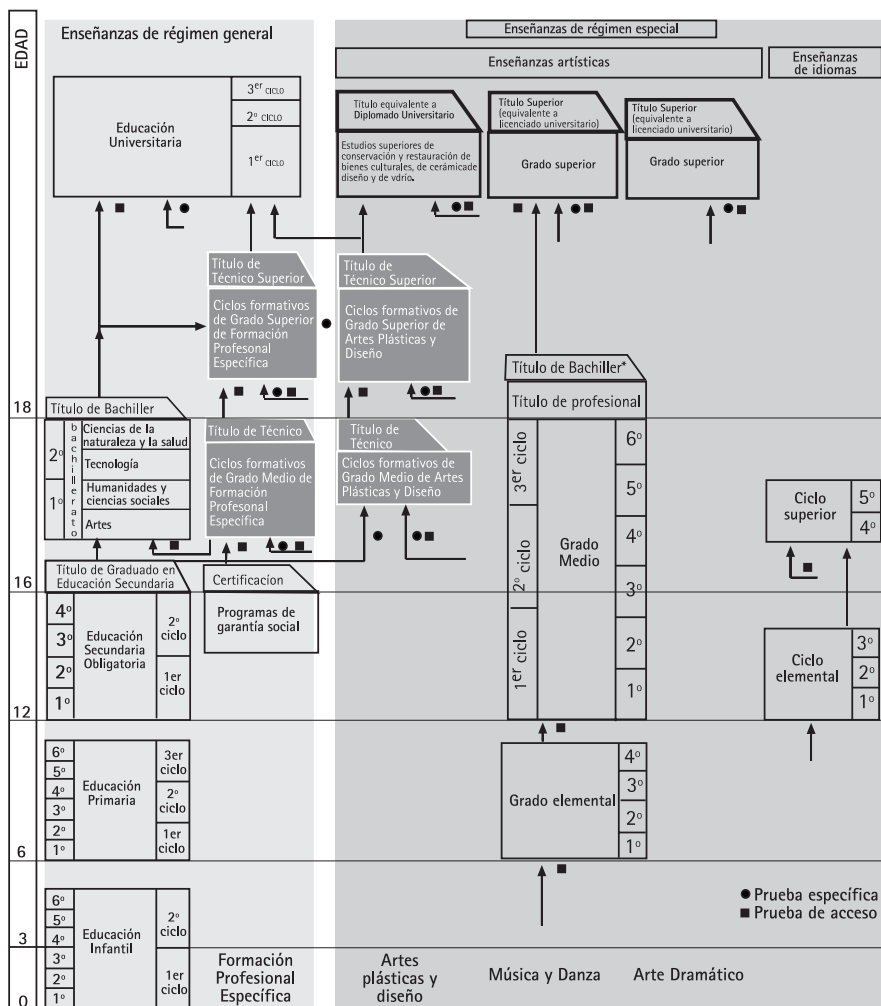 EDAD
Enseñanzas de régimen general
Enseñanzas de régimen especial
Enseñanzas artísticas
Enseñanzas
de idiomas
Educación
Universitaria
3er CICLO
2º CICLO
1er CICLO
Título equivalente a
Diplomado Universitario
Estudios superiores de
conservación y restauración de
bienes culturales, de cerámicade
diseño y de vdrio.
Título Superior
(equivalente a
licenciado universitario)
Grado superior
Título Superior
(equivalente a
licenciado universitario)
Grado superior
Título de
Técnico Superior
Ciclos formativos
de Grado Superior
de Formación
Profesonal
Específica
Título de
Técnico Superior
Ciclos formativos de
Grado Superior de
Artes Plásticas y
Diseño
Título de Bachiller*
Título de profesional
18
Título de Bachiller
2º
1º
bachillerato
Ciencias de la
naturaleza y la salud
Tecnología
Humanidades y
ciencias sociales
Artes
Título de Técnico
Ciclos formativos
de Grado Medio de
Formación
Profesonal
Específica
Título de
Técnico
Ciclos formativos de
Grado Medio de Artes
Plásticas y Diseño
3er ciclo
2º ciclo
1er ciclo
Grado
Medio
6º
5º
4º
3º
2º
1º
Ciclo
superior
5º
4º
16
Título de Graduado en
Educación Secundaria
4º
3º
2º
1º
Educación
Secundaria
Obligatoria
2º
ciclo
1er
ciclo
Certificacíon
Programas de
garantía social
Ciclo
elemental
3º
2º
1º
12
6º
5º
4º
3º
2º
1º
Educación
Primaria
3er
ciclo
2º
ciclo
1er
ciclo
Grado elemental
4º
3º
2º
1º
6
6º
5º
4º
3º
2º
1º
Educación
Infantil
2º
ciclo
1er
ciclo
Prueba específica
Prueba de acceso
3
0
Formación
Profesional
Específica
Artes
plásticas y
diseño
Música y Danza
Arte Dramático